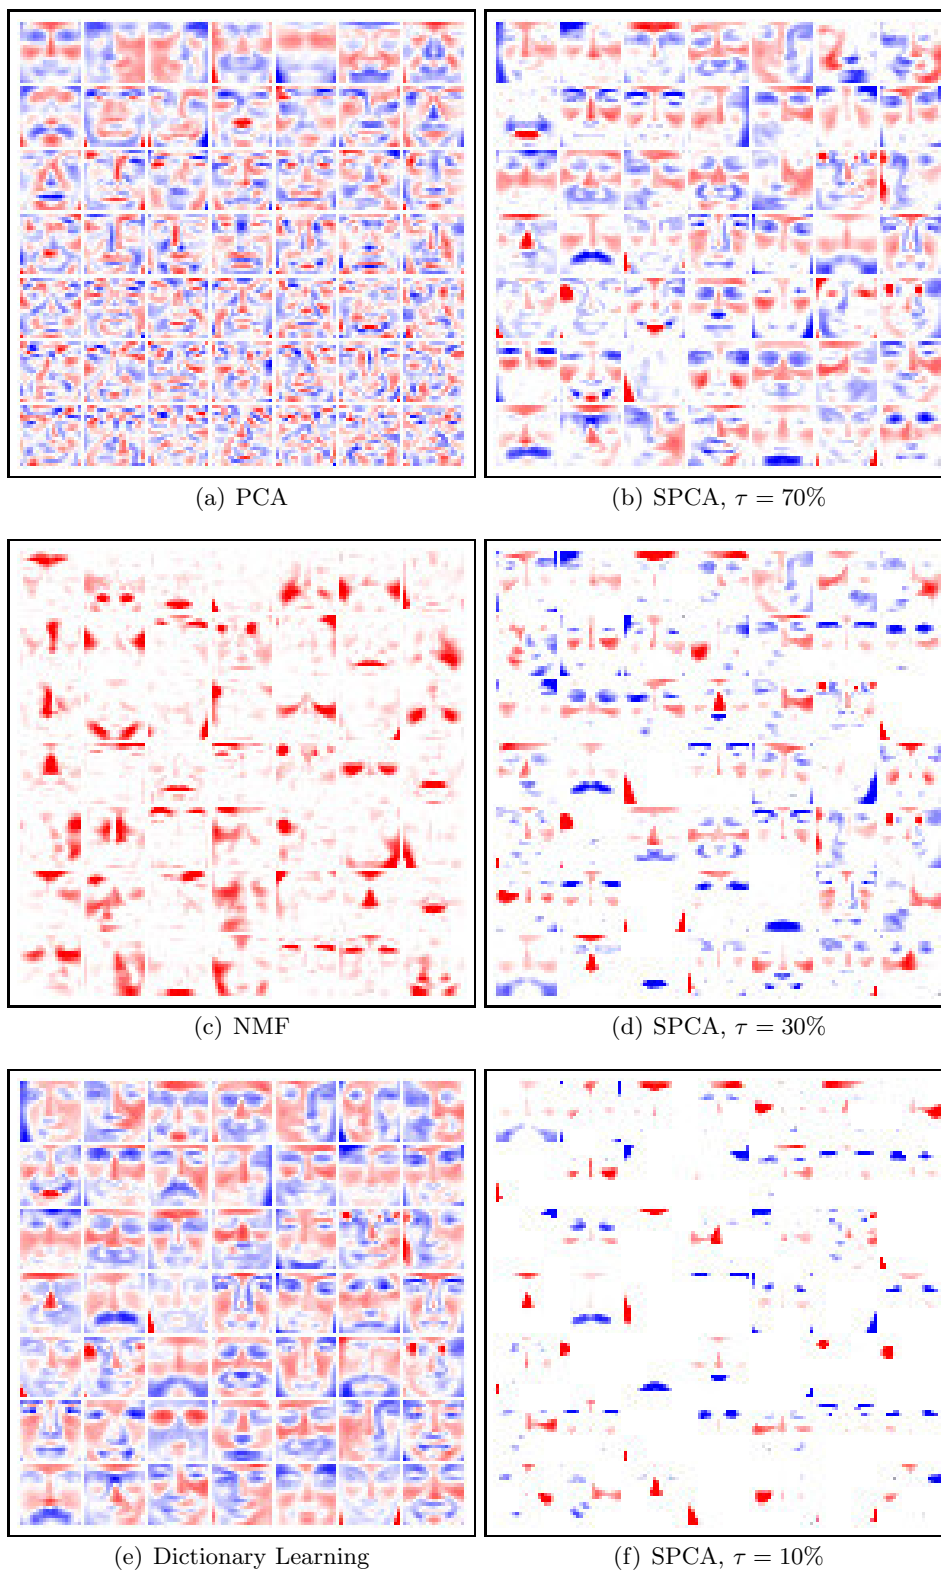 (a) PCA
(b) SPCA, τ = 70%
(c) NMF
(d) SPCA, τ = 30%
(e) Dictionary Learning
(f) SPCA, τ = 10%